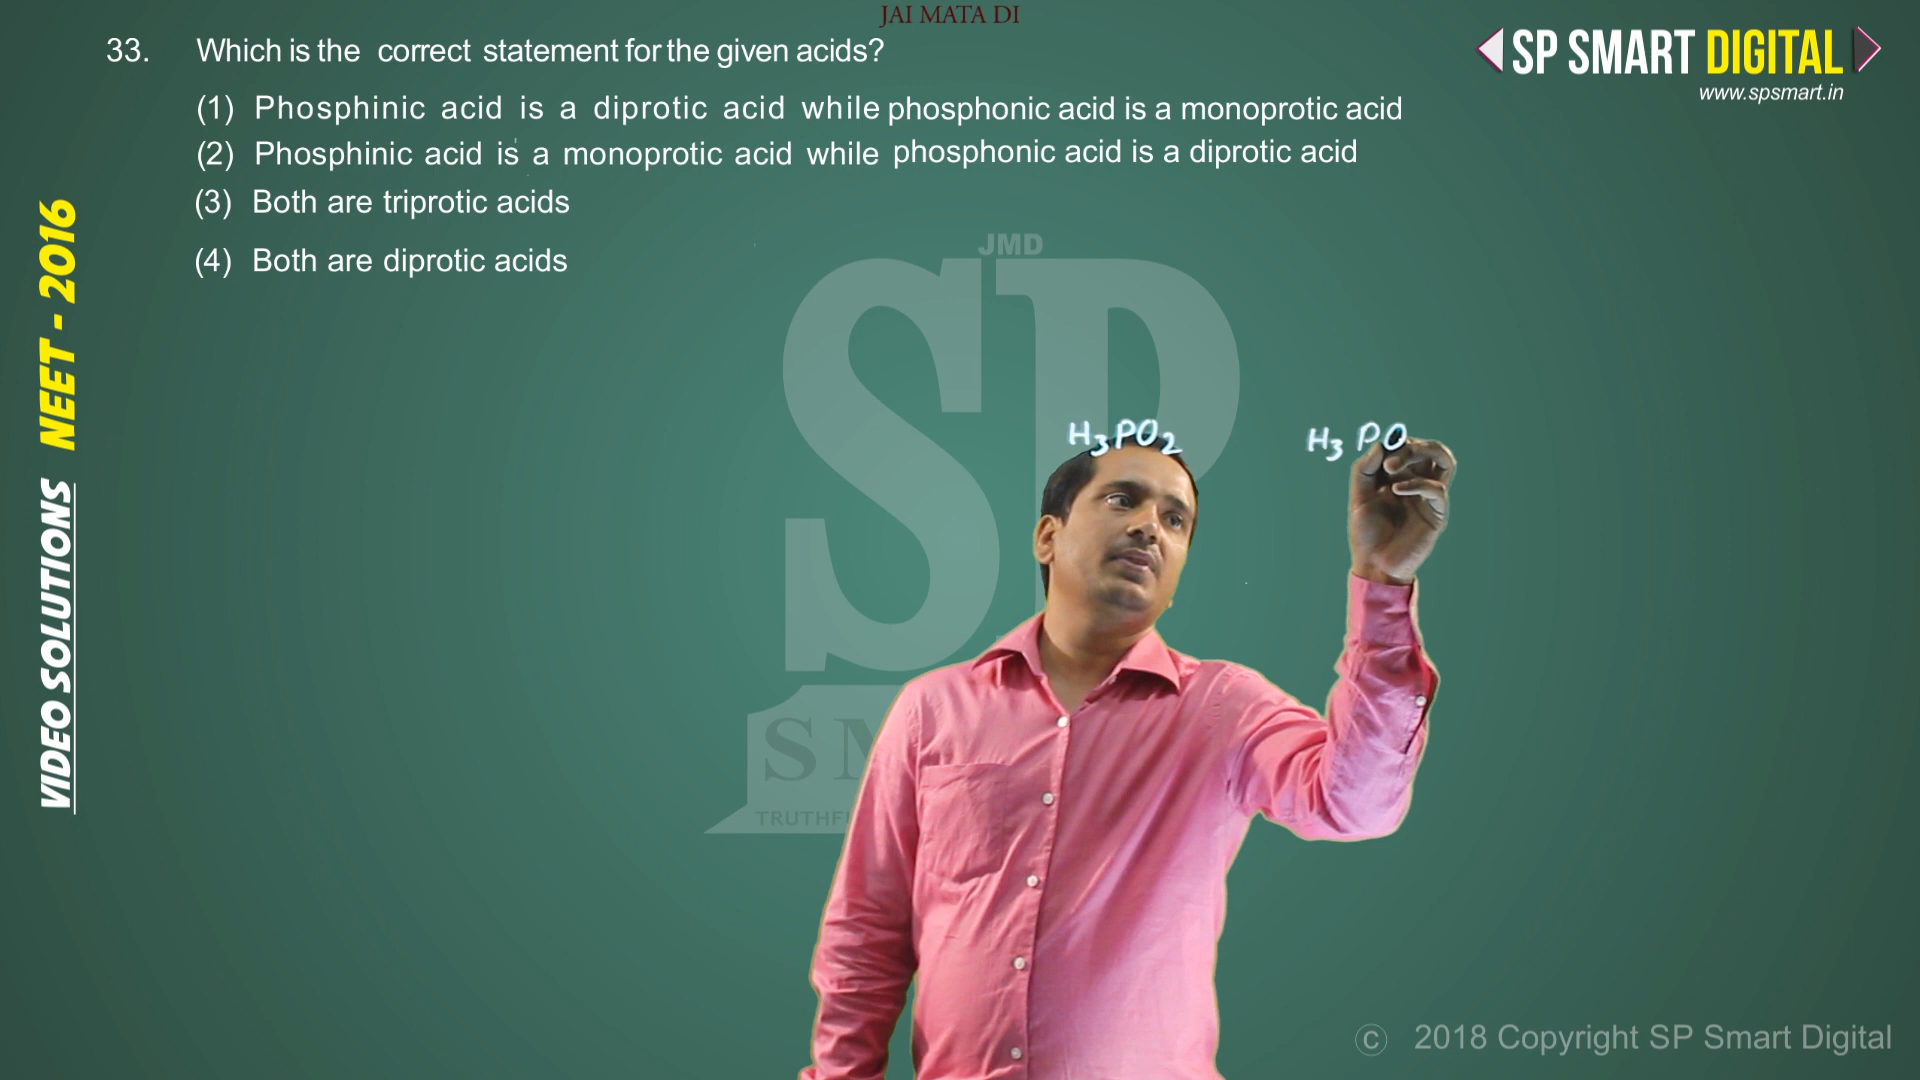 JAI MATA DI
33. Which is the correct statement for the given acids?
SP SMART DIGITAL
www.spsmart.in
(1) Phosphinic acid is a diprotic acid while phosphonic acid is a monoprotic acid
(2) Phosphinic acid is a monoprotic acid while phosphonic acid is a diprotic acid
(3) Both are triprotic acids
(4) Both are diprotic acids
VIDEO SOLUTIONS NEET - 2016
JMD
SP
H3PO2 H3PO
TRUTHF
© 2018 Copyright SP Smart Digital